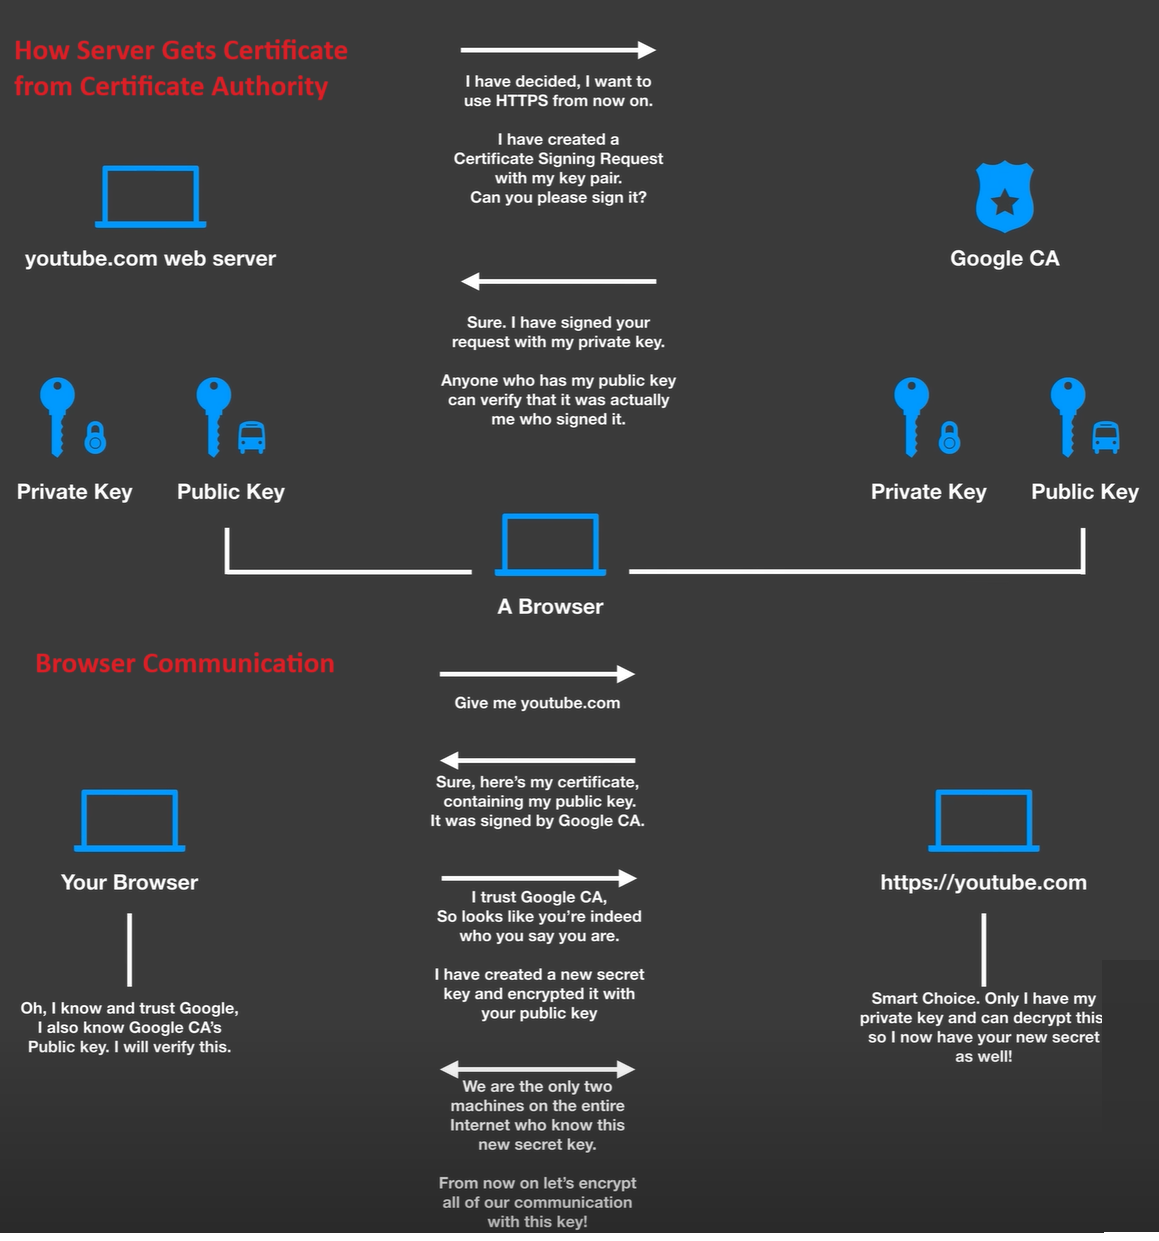 How Server Gets Certificate
from Certificate Authority
I have decided, I want to
use HTTPS from now on.
I have created a
Certificate Signing Request
with my key pair.
Can you please sign it?
youtube.com web server
Google CA
Sure. I have signed your
request with my private key.
Anyone who has my public key
can verify that it was actually
me who signed it.
Private Key
Public Key
Private Key
Public Key
A Browser
Browser Communication
Give me youtube.com
Sure, here's my certificate,
containing my public key.
It was signed by Google CA.
Your Browser
https://youtube.com
I trust Google CA,
So looks like you're indeed
who you say you are.
I have created a new secret
key and encrypted it with
your public key
Oh, I know and trust Google,
I also know Google CA's
Public key. I will verify this.
Smart Choice. Only I have my
private key and can decrypt this
so I now have your new secret
as well!
We are the only two
machines on the entire
Internet who know this
new secret key.
From now on let's encrypt
all of our communication
with this key!